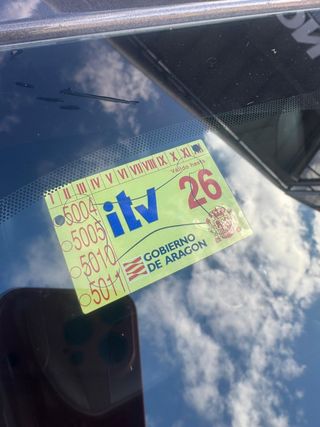 I II III IV V VI VII VIII IX X XI
Válido hasta
5004
5005
5010
5011
itv
26
GOBIERNO
DE ARAGON